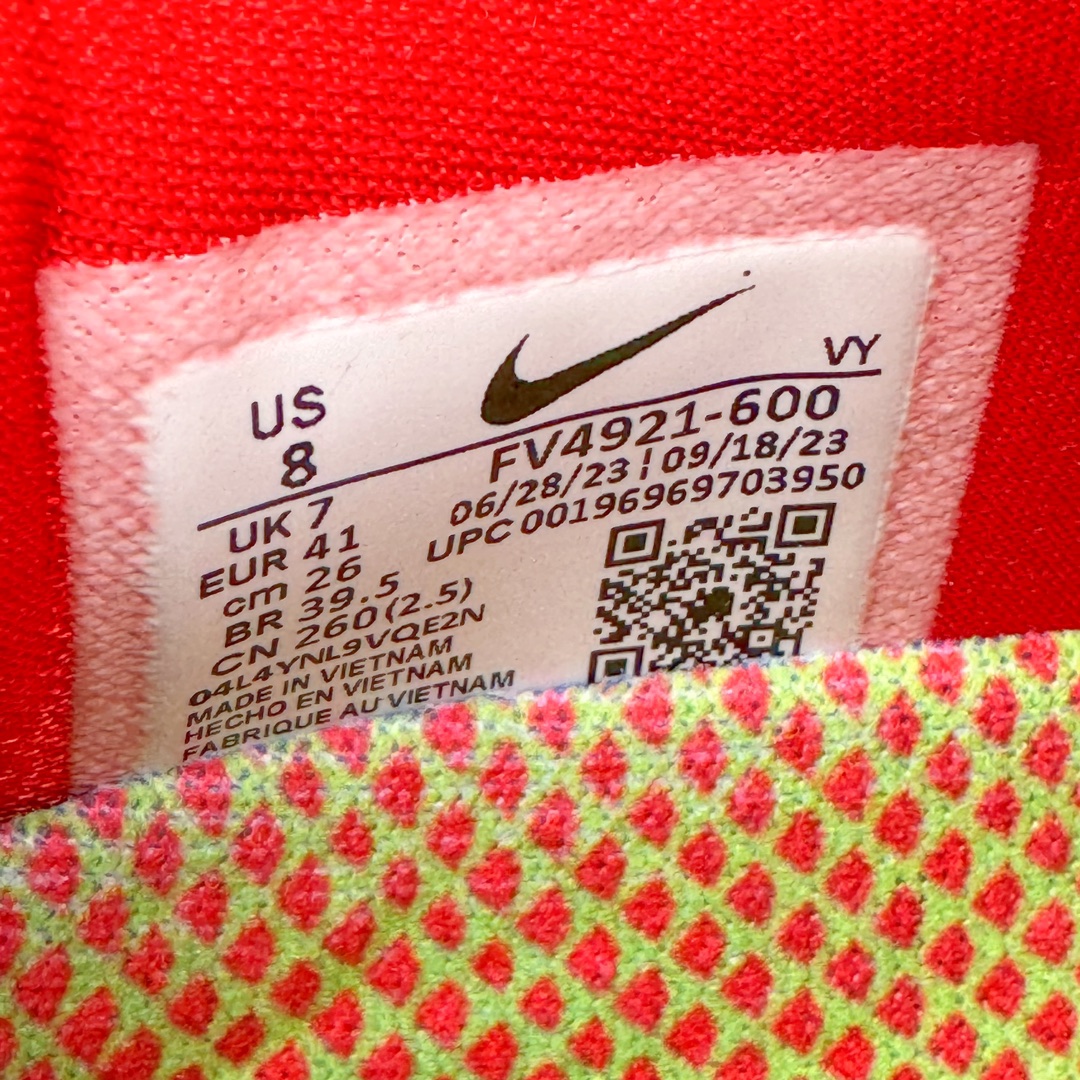 VY
US
8
FV4921-600
06/28/23 ¦ 09/18/23
UPC 00196969703950
UK 7
EUR 41
cm 26
BR 39.5
CN 260(2.5)
04L4YNL9VQE2N
MADE IN VIETNAM
HECHO EN VIETNAM
FABRIQUE AU VIETNAM